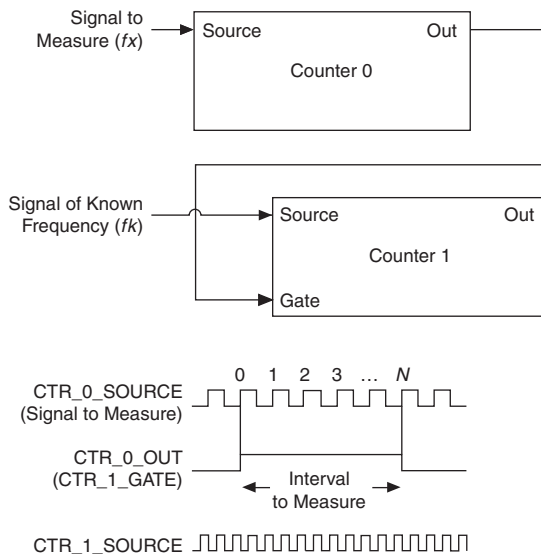 Signal to
Measure (fx)
Source
Out
Counter 0
Signal of Known
Frequency (fk)
Source
Out
Counter 1
Gate
0 1 2 3 … N
CTR_0_SOURCE
(Signal to Measure)
CTR_0_OUT
(CTR_1_GATE)
Interval
to Measure
CTR_1_SOURCE